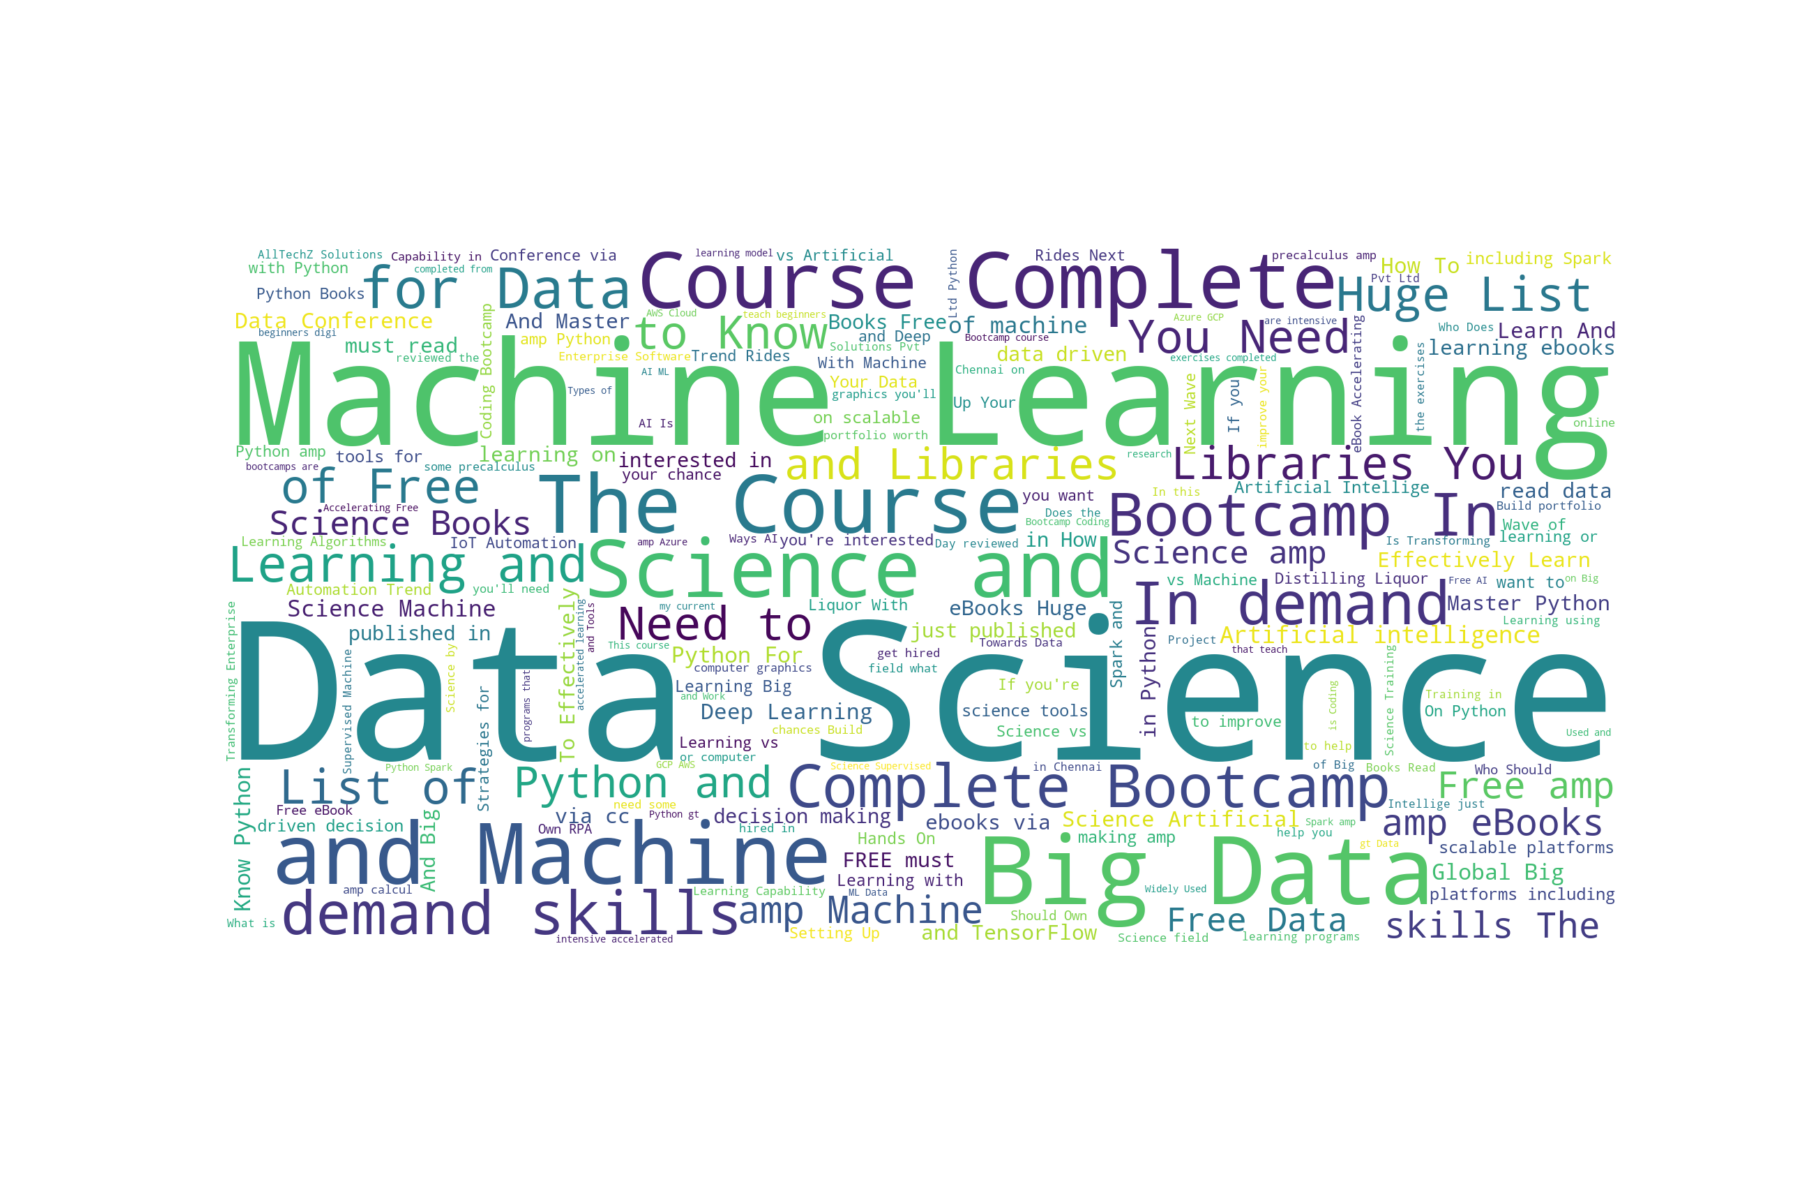 AllTechZ Solutions
Capability in
Conference via
learning model
vs Artificial
Rides Next
precalculus amp
How To
including Spark
with Python
completed from
for Data
Course Complete
Ltd Python
Pvt Ltd
Huge List
Python Books
Data Conference
And Master
AWS Cloud
teach beginners
to Know
Books Free
of machine
You Need
Azure GCP
are intensive
Who Does
Learn And
beginners digi
must read
Coding Bootcamp
amp Python
and Deep
Bootcamp course
learning ebooks
reviewed the
Enterprise Software
Trend Rides
Solutions Pvt
With Machine
data driven
exercises completed
eBook Accelerating
the exercises
Machine Learning
Types of
AI ML
Your Data
graphics you'll
Chennai on
Up Your
Next Wave
If you
improve your
AI Is
on scalable
portfolio worth
online
Python amp
tools for
learning on
interested in
and Libraries
research
Libraries You
bootcamps are
some precalculus
your chance
of Free
The Course
you want
In this
Artificial Intellige
read data
Accelerating Free
Does the
Bootcamp In
Build portfolio
Science Books
Bootcamp Coding
Wave of
Learning Algorithms
IoT Automation
amp Azure
Ways AI
you're interested
Day reviewed
in How
Is Transforming
learning or
Learning and
Science and
Science amp
Effectively Learn
Automation Trend
you'll need
vs Machine
Distilling Liquor
Free AI
want to
on Big
Science Machine
To Effectively
accelerated learning
and Tools
my current
Liquor With
eBooks Huge
Spark and
In demand
Master Python
Learning using
Transforming Enterprise
published in
Need to
just published
in Python
Project
Artificial intelligence
Supervised Machine
Science by
This course
Python For
Towards Data
that teach
Data Science
programs that
computer graphics
get hired
field what
Science Training
Learning Big
and Work
If you're
is Coding
Training in
Deep Learning
science tools
to improve
On Python
Strategies for
chances Build
Science vs
Used and
Learning vs
or computer
to help
Know Python
Python Spark
GCP AWS
Science Supervised
in Chennai
of Big
Books Read
Who Should
List of
Python and
Complete Bootcamp
Free amp
Free eBook
need some
Intellige just
driven decision
And Big
via cc
Python gt
decision making
ebooks via
Science Artificial
Spark amp
amp eBooks
Own RPA
hired in
Hands On
making amp
help you
gt Data
scalable platforms
and Machine
FREE must
Big Data
Global Big
amp calcul
Learning Capability
Learning with
ML Data
Widely Used
platforms including
What is
demand skills
amp Machine
Should Own
Free Data
skills The
intensive accelerated
Setting Up
and TensorFlow
Science field
learning programs